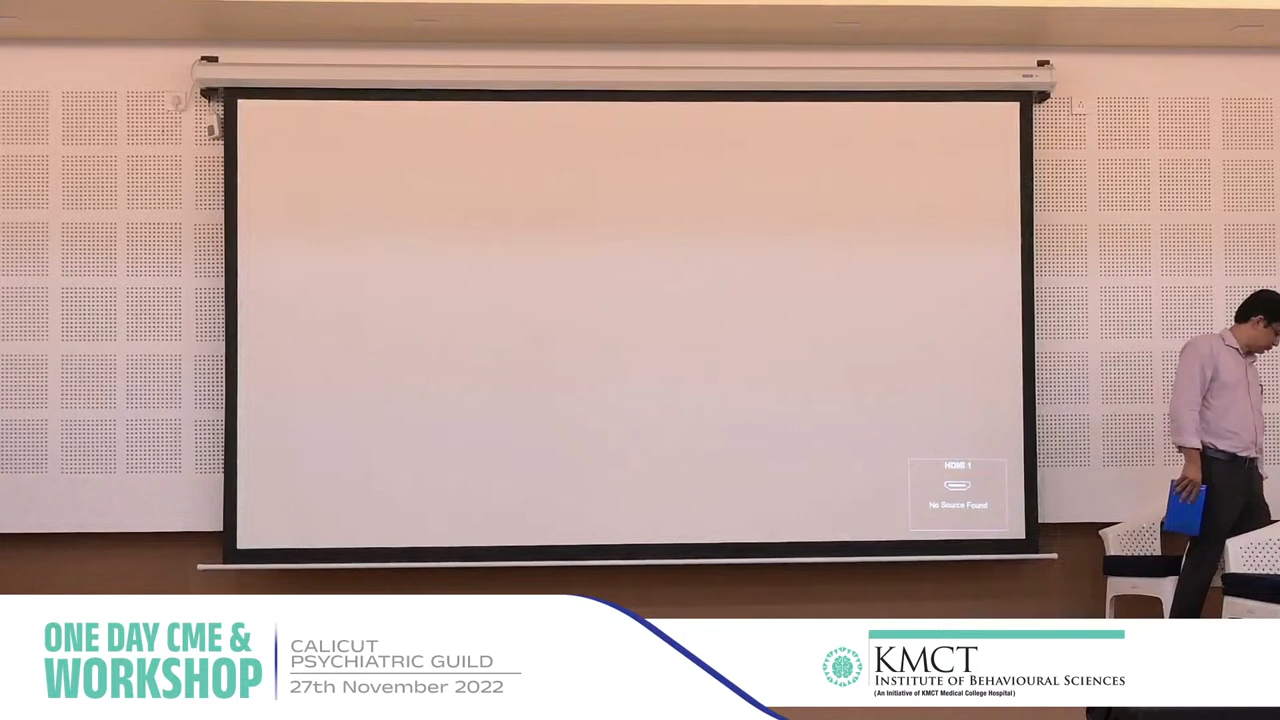 HDMI 1
No Source Found
ONE DAY CME &
WORKSHOP
CALICUT
PSYCHIATRIC GUILD
27th November 2022
KMCT
INSTITUTE OF BEHAVIOURAL SCIENCES
(An Initiative of KMCT Medical College Hospital)